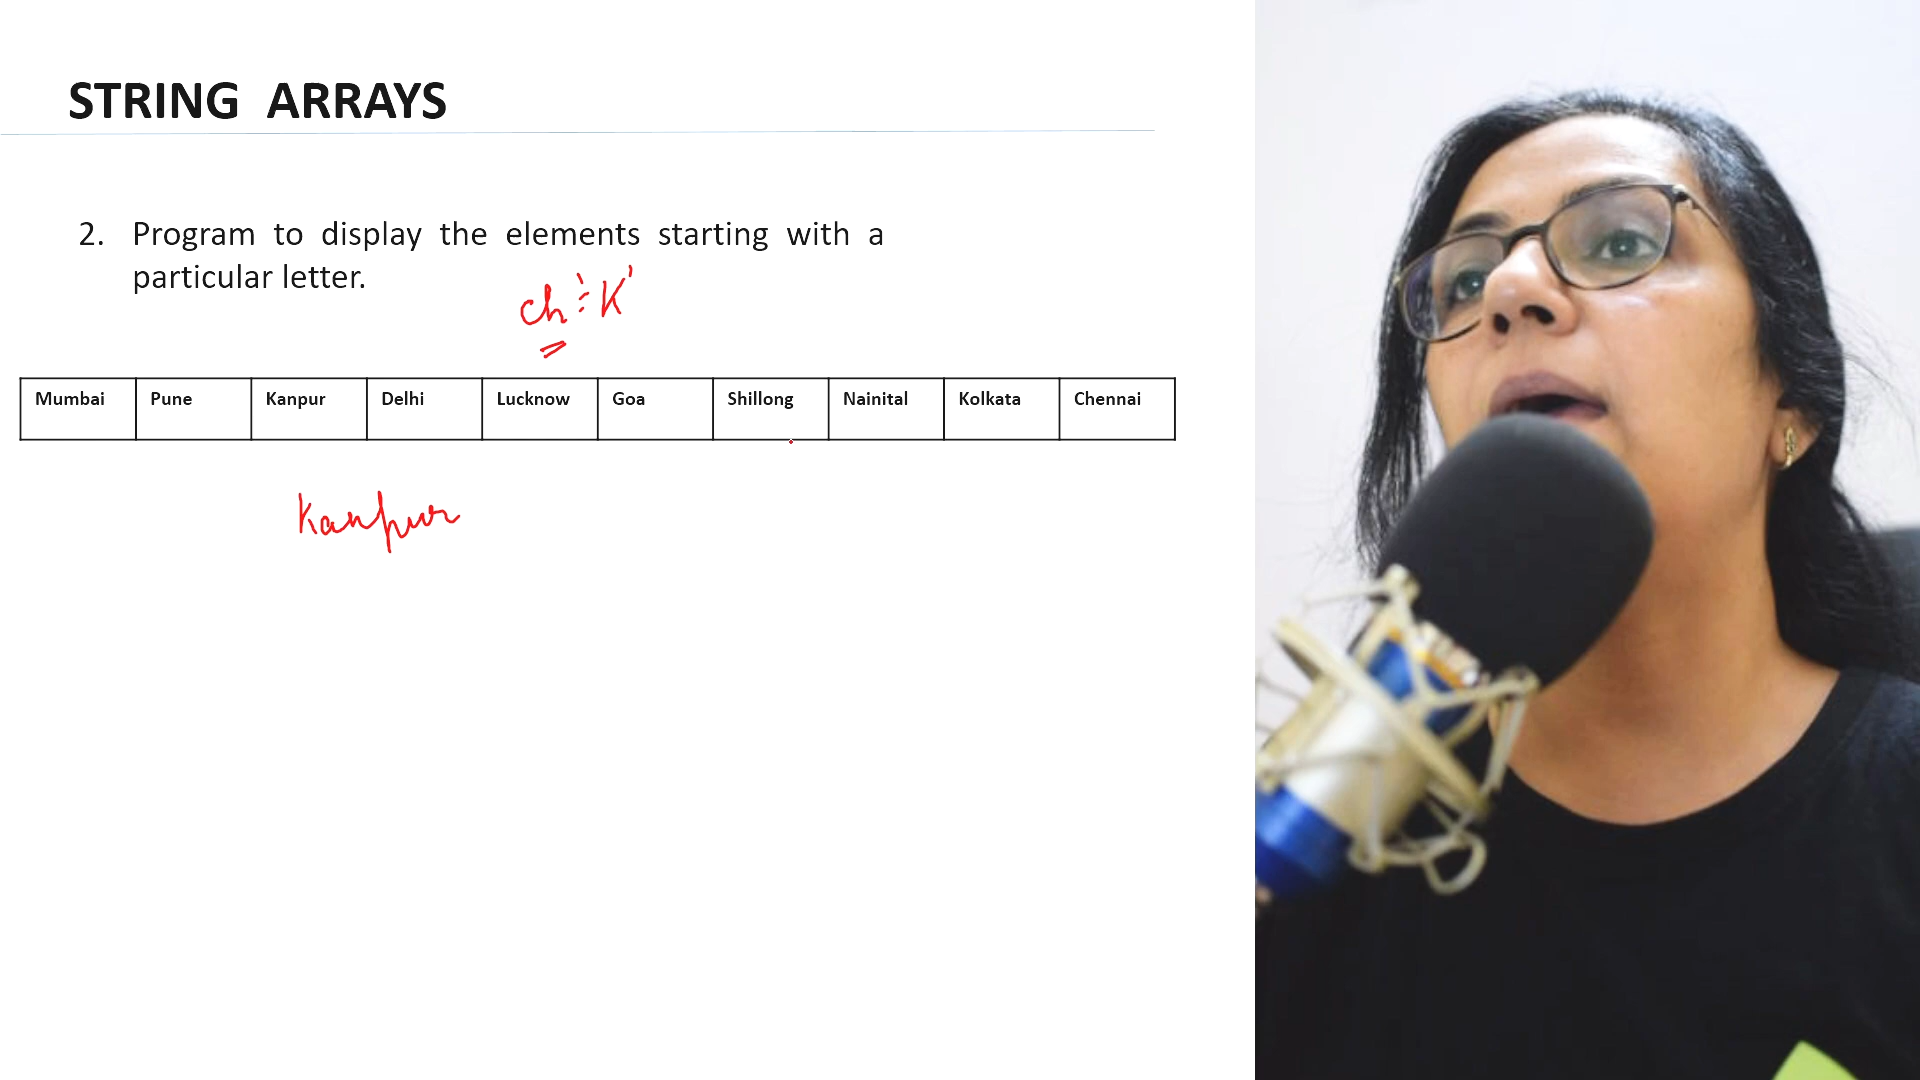 STRING ARRAYS
2. Program to display the elements starting with a
particular letter.
ch = 'K'
Mumbai Pune Kanpur Delhi Lucknow Goa Shillong Nainital Kolkata Chennai
Kanpur